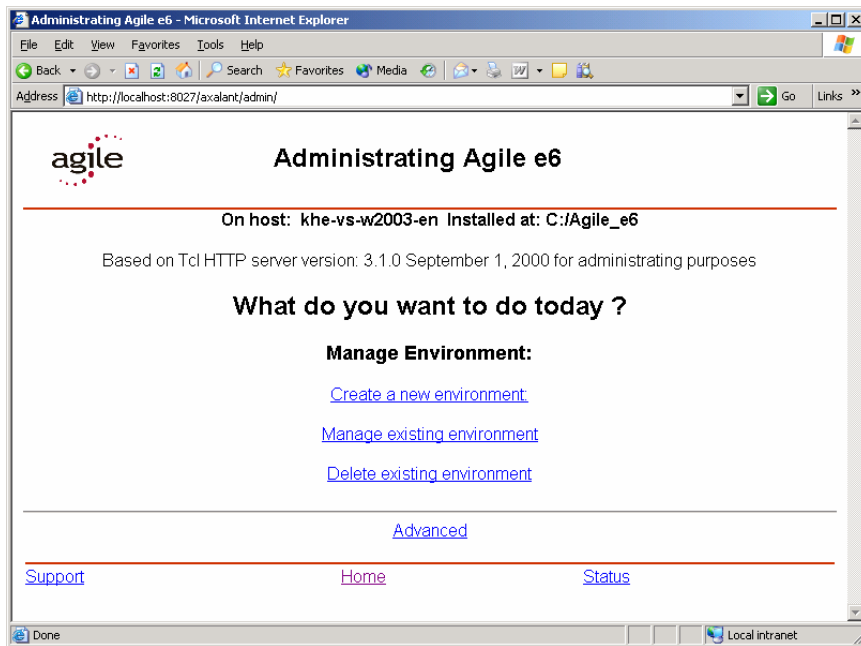 Administrating Agile e6 - Microsoft Internet Explorer
File Edit View Favorites Tools Help
Back Search Favorites Media
Address http://localhost:8027/axalant/admin/ Go Links »
agile
Administrating Agile e6
On host: khe-vs-w2003-en Installed at: C:/Agile_e6
Based on Tcl HTTP server version: 3.1.0 September 1, 2000 for administrating purposes
What do you want to do today ?
Manage Environment:
Create a new environment:
Manage existing environment
Delete existing environment
Advanced
Support Home Status
Done Local intranet